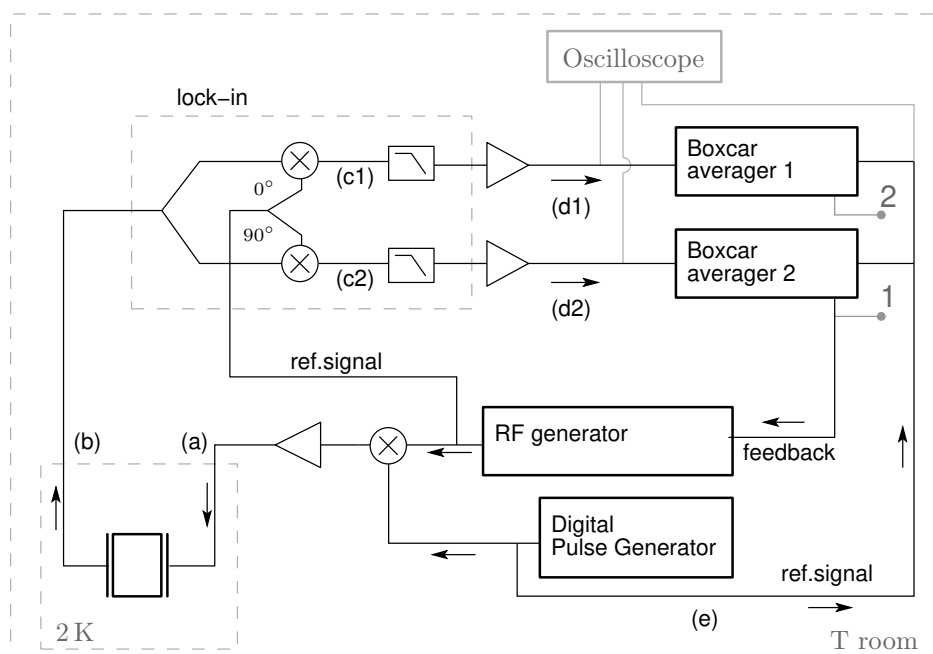 Oscilloscope
lock–in
Boxcar
averager 1
(c1)
0°
(d1)
2
90°
Boxcar
averager 2
(c2)
(d2)
1
ref.signal
(b)
(a)
RF generator
feedback
Digital
Pulse Generator
ref.signal
(e)
2 K
T room